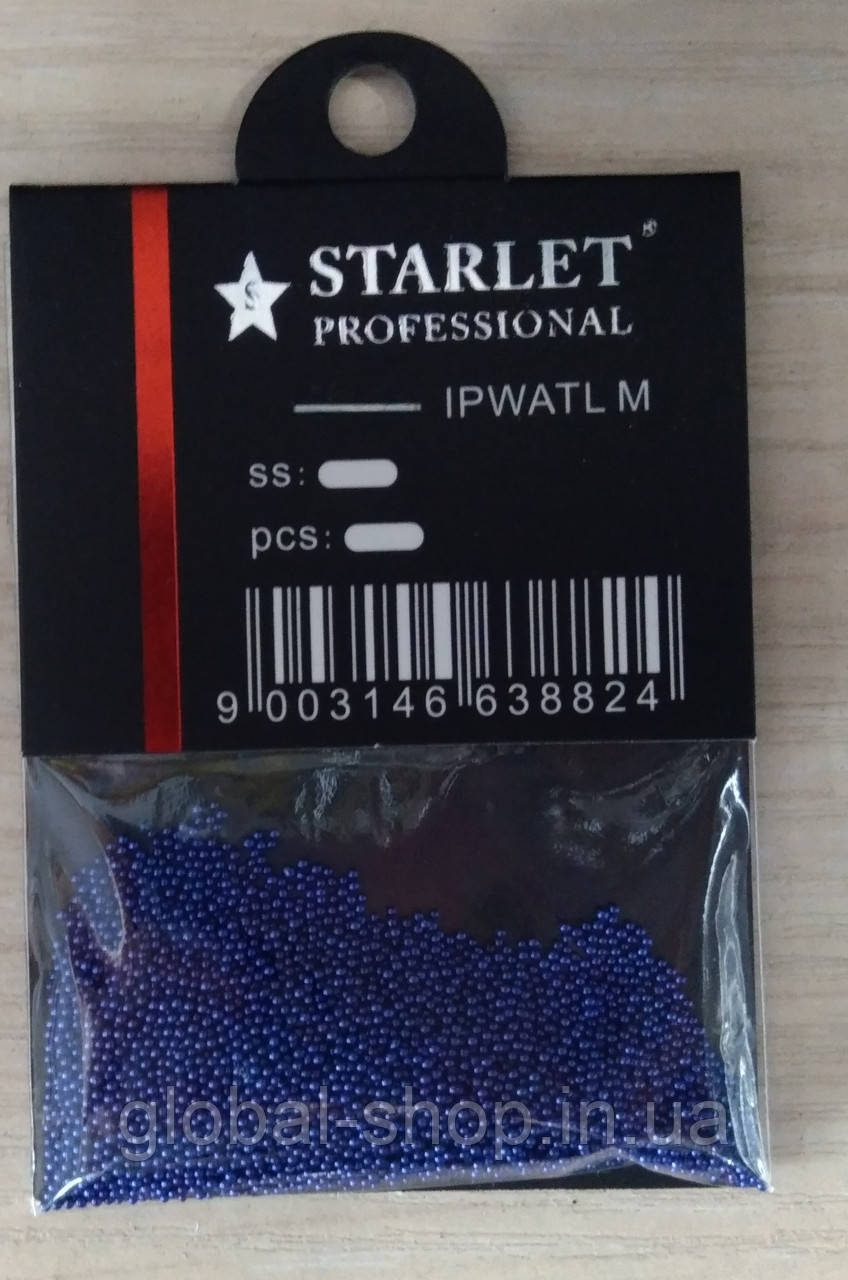 STARLET®
S
PROFESSIONAL
IPWATL M
ss:
pcs:
9 003146 638824
global-shop.in.ua